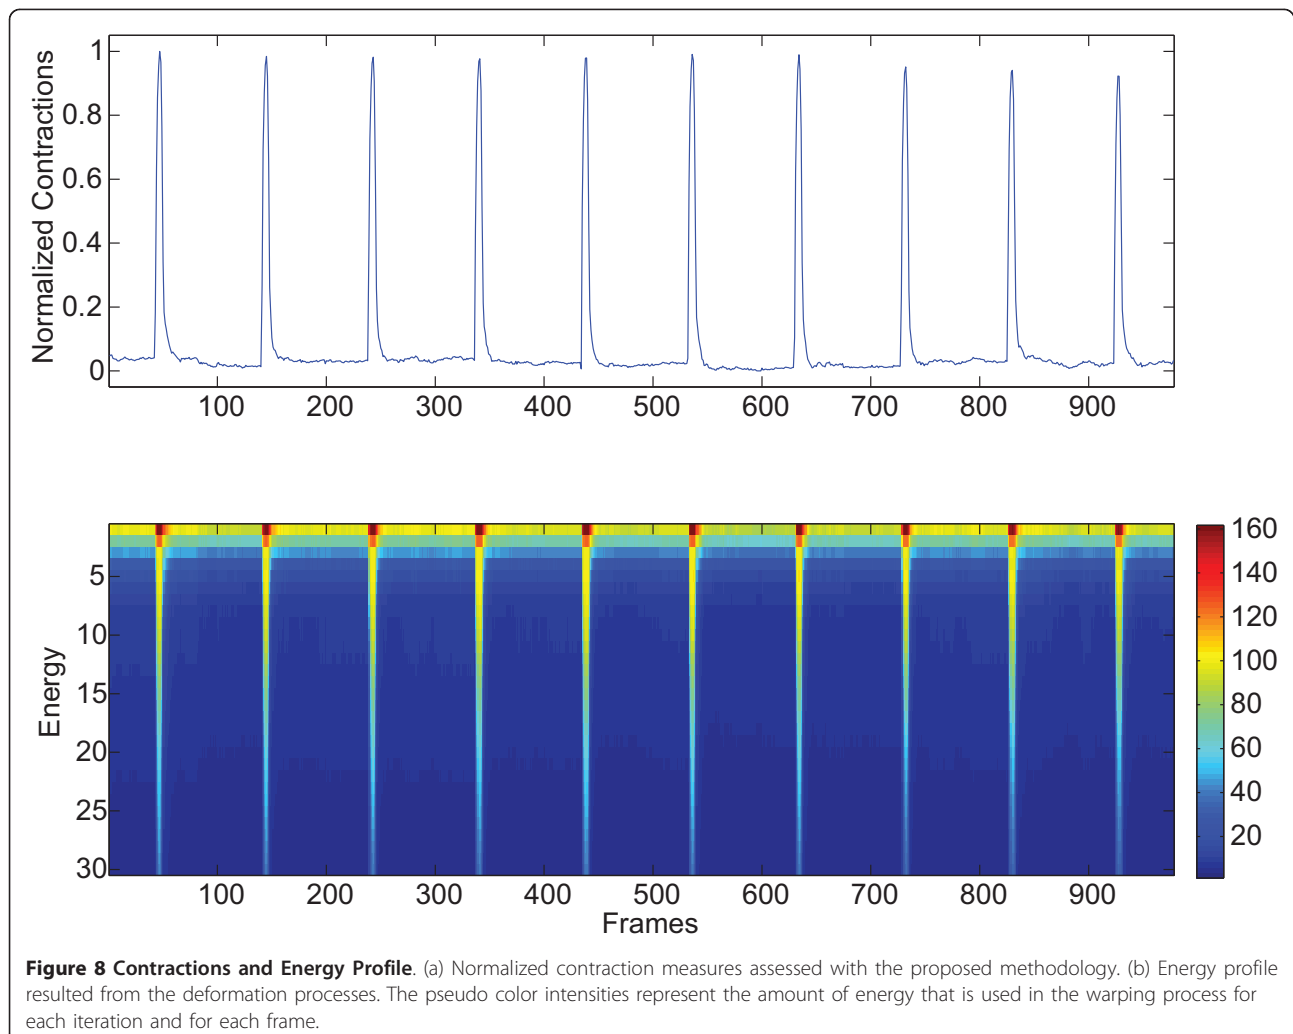 Normalized Contractions
1
0.8
0.6
0.4
0.2
0
100 200 300 400 500 600 700 800 900
Energy
5
10
15
20
25
30
100 200 300 400 500 600 700 800 900
Frames
160
140
120
100
80
60
40
20
Figure 8 Contractions and Energy Profile. (a) Normalized contraction measures assessed with the proposed methodology. (b) Energy profile
resulted from the deformation processes. The pseudo color intensities represent the amount of energy that is used in the warping process for
each iteration and for each frame.